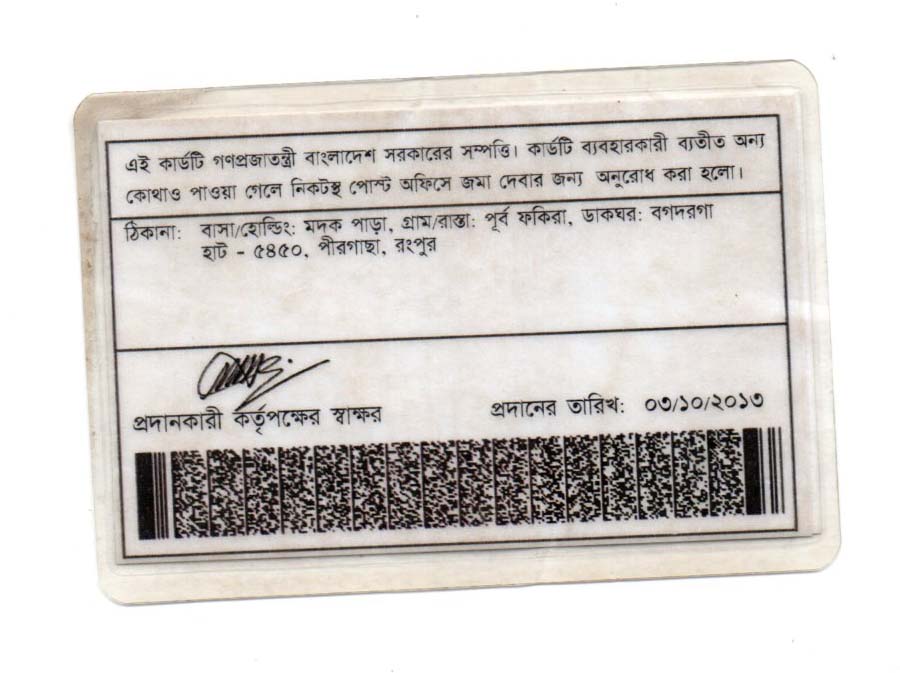 এই কার্ডটি গণপ্রজাতন্ত্রী বাংলাদেশ সরকারের সম্পত্তি। কার্ডটি ব্যবহারকারী ব্যতীত অন্য
কোথাও পাওয়া গেলে নিকটস্থ পোস্ট অফিসে জমা দেবার জন্য অনুরোধ করা হলো।
ঠিকানা: বাসা/হোল্ডিং: মদক পাড়া, গ্রাম/রাস্তা: পূর্ব ফকিরা, ডাকঘর: বগদরগা
হাট - ৫৪৫০, পীরগাছা, রংপুর
প্রদানকারী কর্তৃপক্ষের স্বাক্ষর প্রদানের তারিখ: ০৩/১০/২০১৩